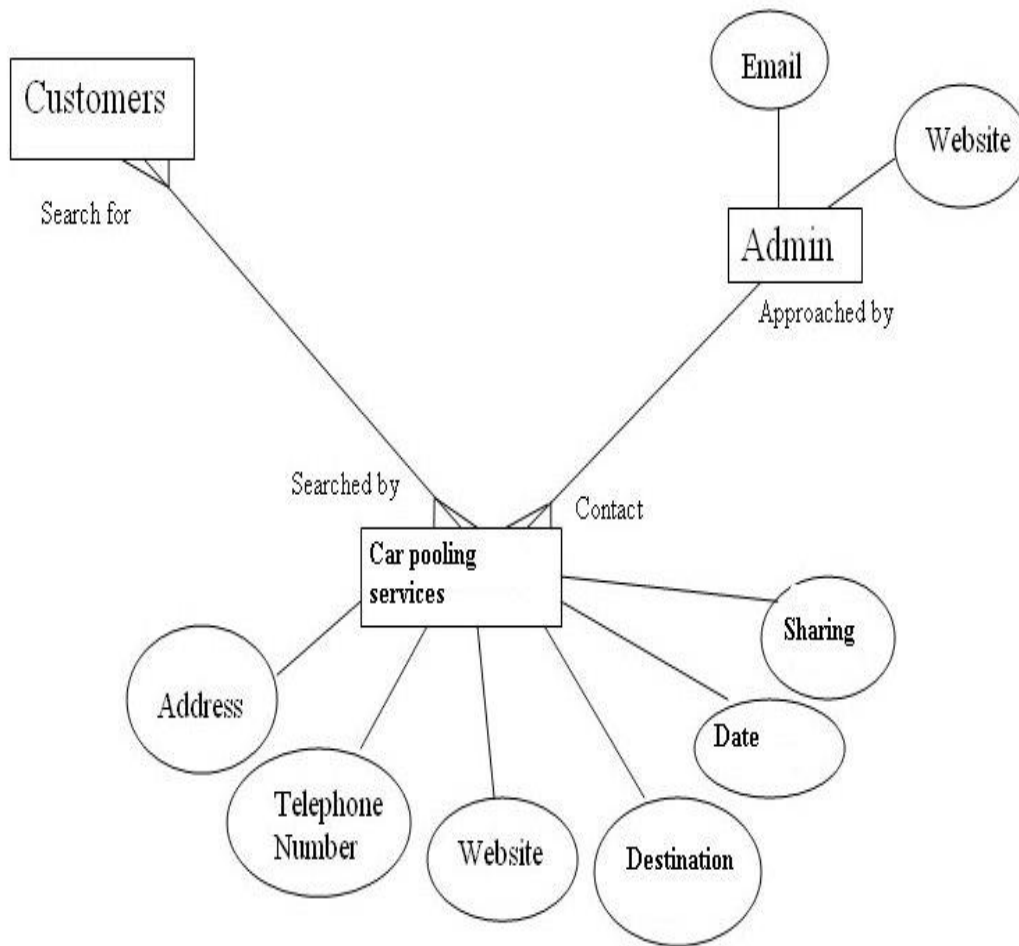 Email
Customers
Website
Search for
Admin
Approached by
Searched by
Contact
Car pooling
services
Sharing
Address
Date
Telephone
Number
Website
Destination